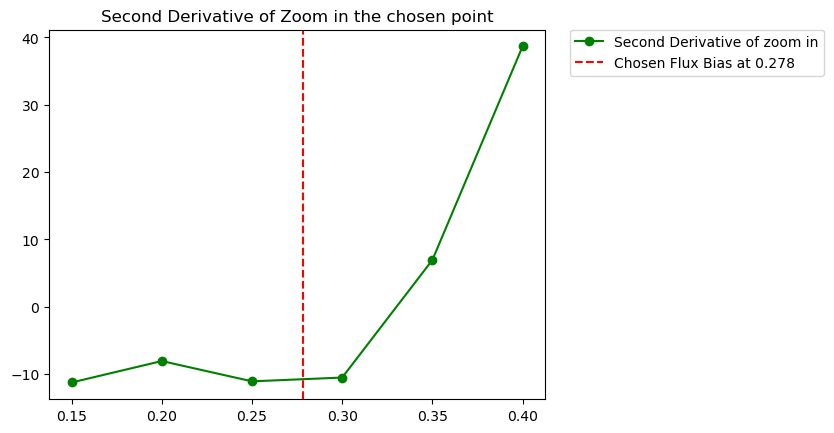 Second Derivative of Zoom in the chosen point
Second Derivative of zoom in
Chosen Flux Bias at 0.278
40
30
20
10
0
−10
0.15 0.20 0.25 0.30 0.35 0.40